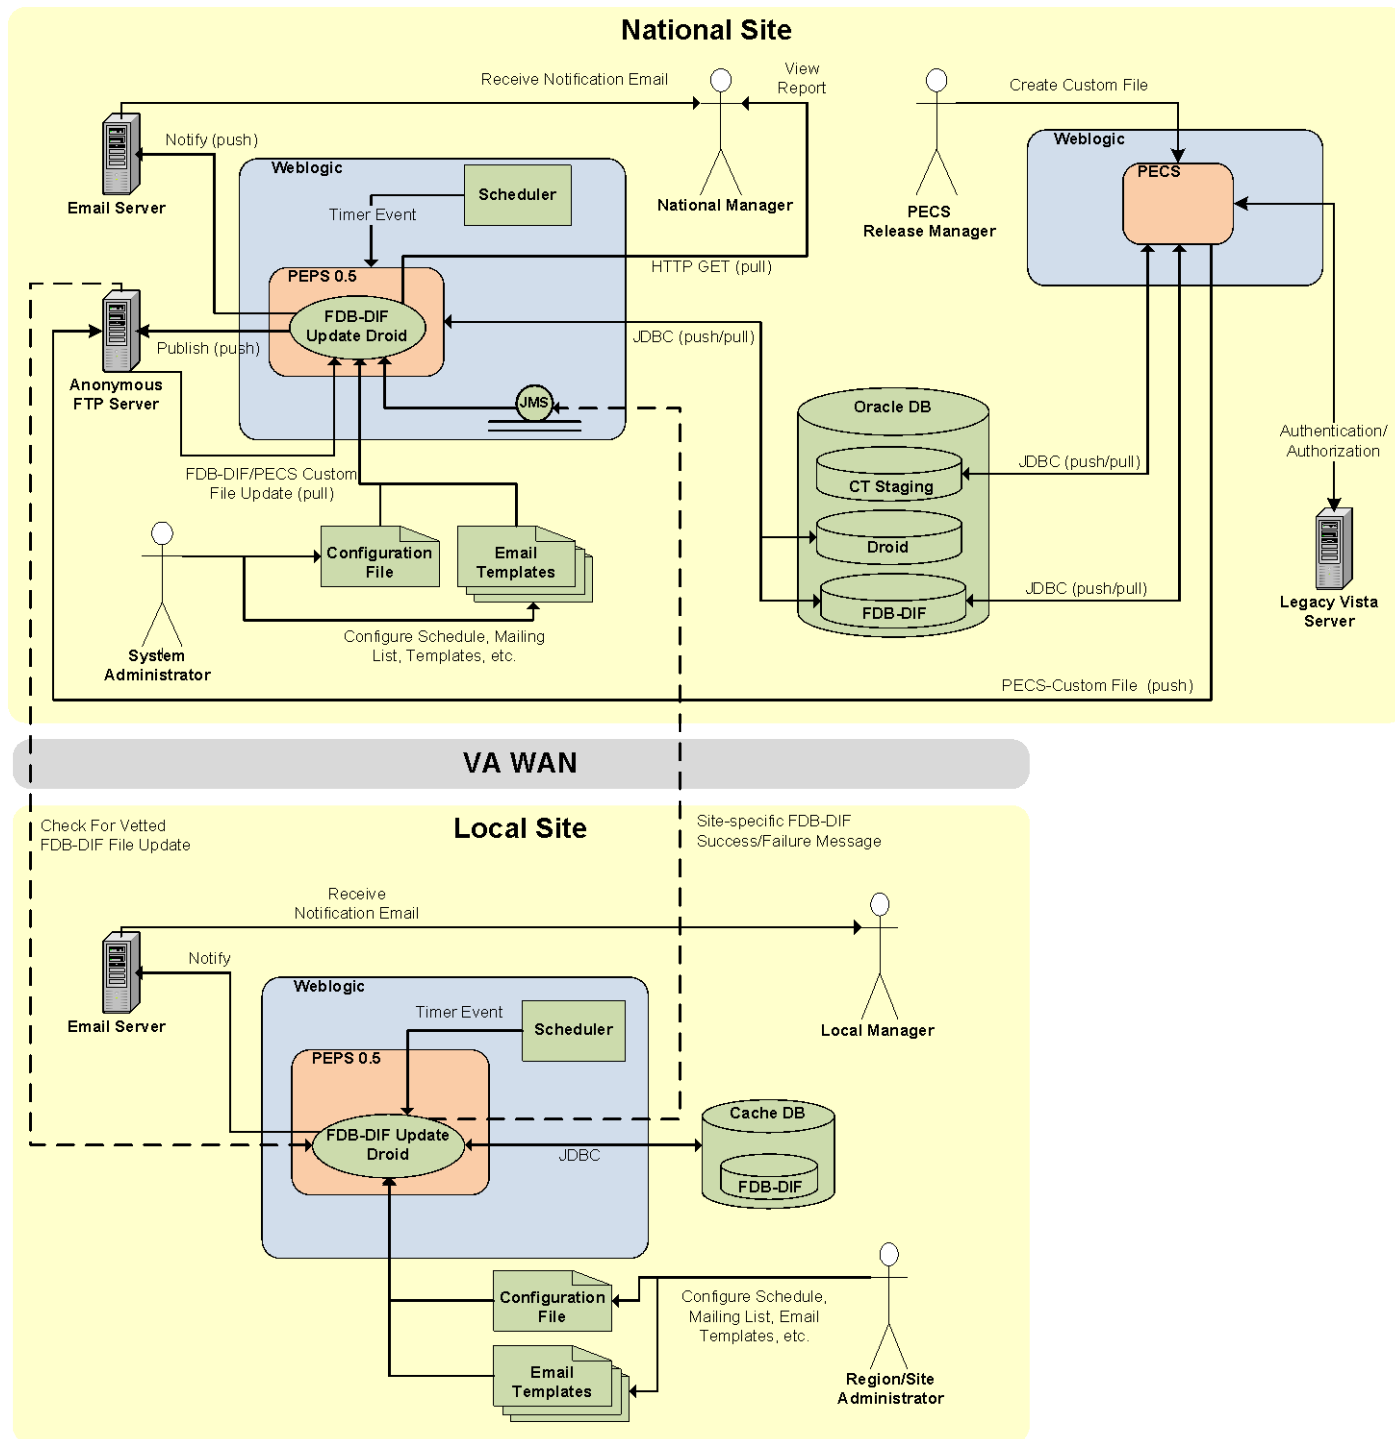 National Site
Receive Notification Email
View
Report
Create Custom File
Notify (push)
Weblogic
Scheduler
Weblogic
PECS
Email Server
Timer Event
National Manager
PECS
Release Manager
HTTP GET (pull)
PEPS 0.5
FDB-DIF
Update Droid
JDBC (push/pull)
Publish (push)
Anonymous
FTP Server
JMS
Oracle DB
Authentication/
Authorization
CT Staging
JDBC (push/pull)
FDB-DIF/PECS Custom
File Update (pull)
Configuration
File
Email
Templates
Droid
JDBC (push/pull)
FDB-DIF
Legacy Vista
Server
Configure Schedule, Mailing
List, Templates, etc.
System
Administrator
PECS-Custom File (push)
VA WAN
Check For Vetted
FDB-DIF File Update
Local Site
Site-specific FDB-DIF
Success/Failure Message
Receive
Notification Email
Notify
Weblogic
Email Server
Timer Event
Scheduler
Local Manager
PEPS 0.5
FDB-DIF Update
Droid
JDBC
Cache DB
FDB-DIF
Configuration
File
Configure Schedule,
Mailing List, Email
Templates, etc.
Email
Templates
Region/Site
Administrator